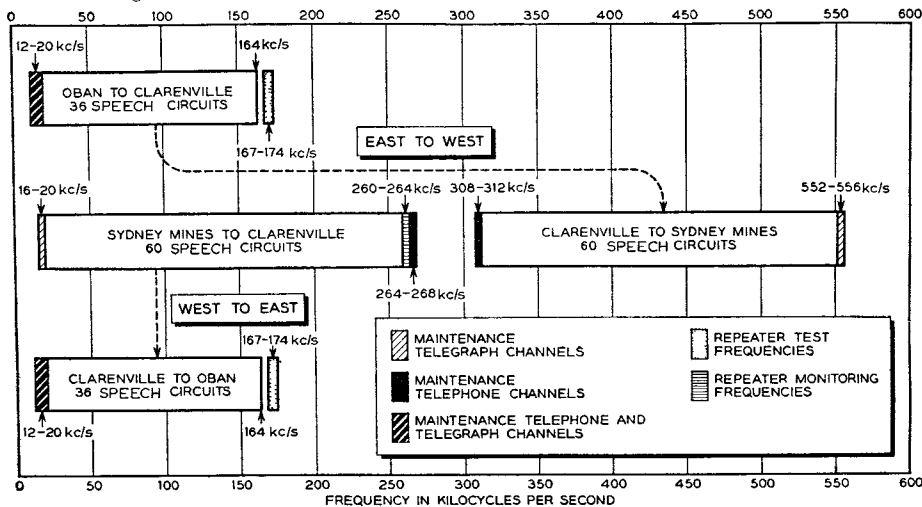 0 50 100 150 200 250 300 350 400 450 500 550 600
12-20 kc/s
164 kc/s
OBAN TO CLARENVILLE
36 SPEECH CIRCUITS
167-174 kc/s
EAST TO WEST
16-20 kc/s
260-264 kc/s
308-312 kc/s
552-556 kc/s
SYDNEY MINES TO CLARENVILLE
60 SPEECH CIRCUITS
CLARENVILLE TO SYDNEY MINES
60 SPEECH CIRCUITS
264-268 kc/s
WEST TO EAST
167-174 kc/s
CLARENVILLE TO OBAN
36 SPEECH CIRCUITS
12-20 kc/s
164 kc/s
MAINTENANCE
TELEGRAPH CHANNELS
MAINTENANCE
TELEPHONE CHANNELS
MAINTENANCE TELEPHONE AND
TELEGRAPH CHANNELS
REPEATER TEST
FREQUENCIES
REPEATER MONITORING
FREQUENCIES
0 50 100 150 200 250 300 350 400 450 500 550 600
FREQUENCY IN KILOCYCLES PER SECOND